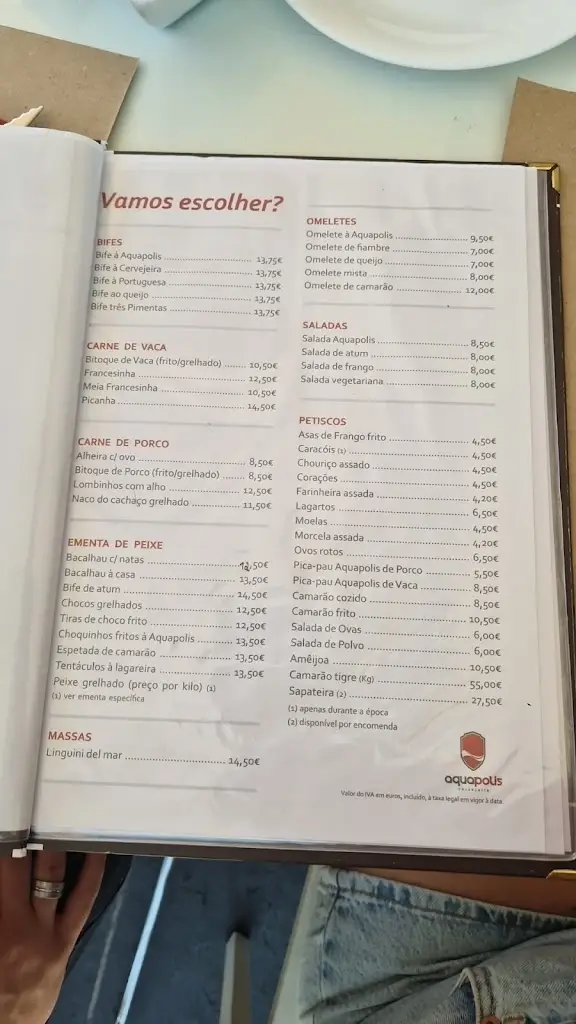 Vamos escolher?
BIFES
Bife à Aquapolis 13,75€
Bife à Cervejeira 13,75€
Bife à Portuguesa 13,75€
Bife ao queijo 13,75€
Bife três Pimentas 13,75€
CARNE DE VACA
Bitoque de Vaca (frito/grelhado) 10,50€
Francesinha 12,50€
Meia Francesinha 10,50€
Picanha 14,50€
CARNE DE PORCO
Alheira c/ ovo 8,50€
Bitoque de Porco (frito/grelhado) 8,50€
Lombinhos com alho 12,50€
Naco do cachaço grelhado 11,50€
EMENTA DE PEIXE
Bacalhau c/ natas 12,50€
Bacalhau à casa 13,50€
Bife de atum 14,50€
Chocos grelhados 12,50€
Tiras de choco frito 12,50€
Choquinhos fritos à Aquapolis 13,50€
Espetada de camarão 13,50€
Tentáculos à lagareira 13,50€
Peixe grelhado (preço por kilo) (1)
(1) ver ementa específica
MASSAS
Linguini del mar 14,50€
OMELETES
Omelete à Aquapolis 9,50€
Omelete de fiambre 7,00€
Omelete de queijo 7,00€
Omelete mista 8,00€
Omelete de camarão 12,00€
SALADAS
Salada Aquapolis 8,50€
Salada de atum 8,00€
Salada de frango 8,00€
Salada vegetariana 8,00€
PETISCOS
Asas de Frango frito 4,50€
Caracóis (1) 4,50€
Chouriço assado 4,50€
Corações 4,50€
Farinheira assada 4,20€
Lagartos 6,50€
Moelas 4,50€
Morcela assada 4,20€
Ovos rotos 6,50€
Pica-pau Aquapolis de Porco 5,50€
Pica-pau Aquapolis de Vaca 8,50€
Camarão cozido 8,50€
Camarão frito 10,50€
Salada de Ovas 6,00€
Salada de Polvo 6,00€
Amêijoa 10,50€
Camarão tigre (Kg) 55,00€
Sapateira (2) 27,50€
(1) apenas durante a época
(2) disponível por encomenda
aquapolis
Valor do IVA em euros, incluído, à taxa legal em vigor à data.